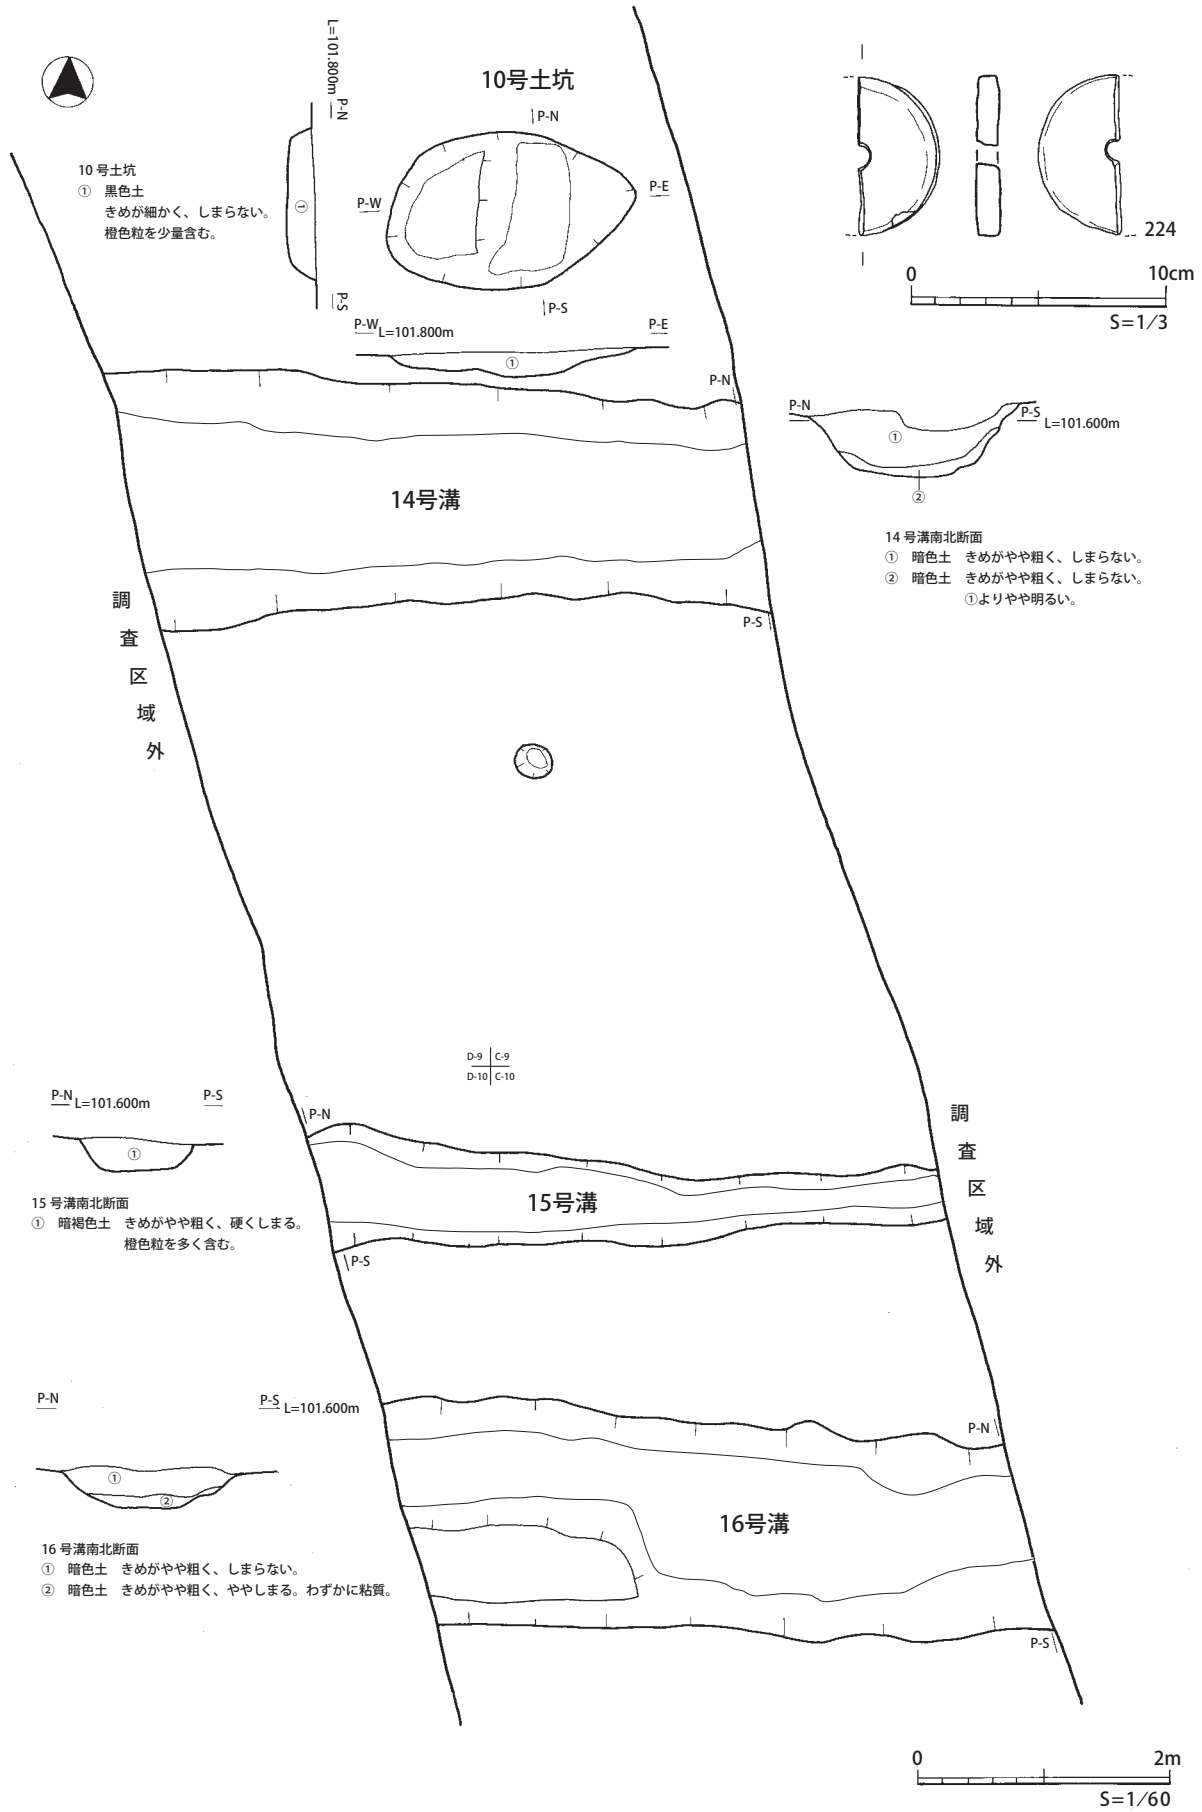 10号土坑
L=101.800m
P-N
P-N
10 号土坑
① 黒色土
きめが細かく、しまらない。
橙色粒を少量含む。
①
P-W
P-E
P-S
P-S
P-W L=101.800m
P-E
①
224
0 10cm
S=1/3
P-N
14号溝
P-S
P-N
P-S L=101.600m
①
②
14 号溝南北断面
① 暗色土 きめがやや粗く、しまらない。
② 暗色土 きめがやや粗く、しまらない。
①よりやや明るい。
調査区域外
D-9 C-9
D-10 C-10
P-N L=101.600m
P-S
①
15 号溝南北断面
① 暗褐色土 きめがやや粗く、硬くしまる。
橙色粒を多く含む。
P-N
15号溝
P-S
調査区域外
P-N
P-S L=101.600m
①
②
16 号溝南北断面
① 暗色土 きめがやや粗く、しまらない。
② 暗色土 きめがやや粗く、ややしまる。わずかに粘質。
P-N
16号溝
P-S
0 2m
S=1/60